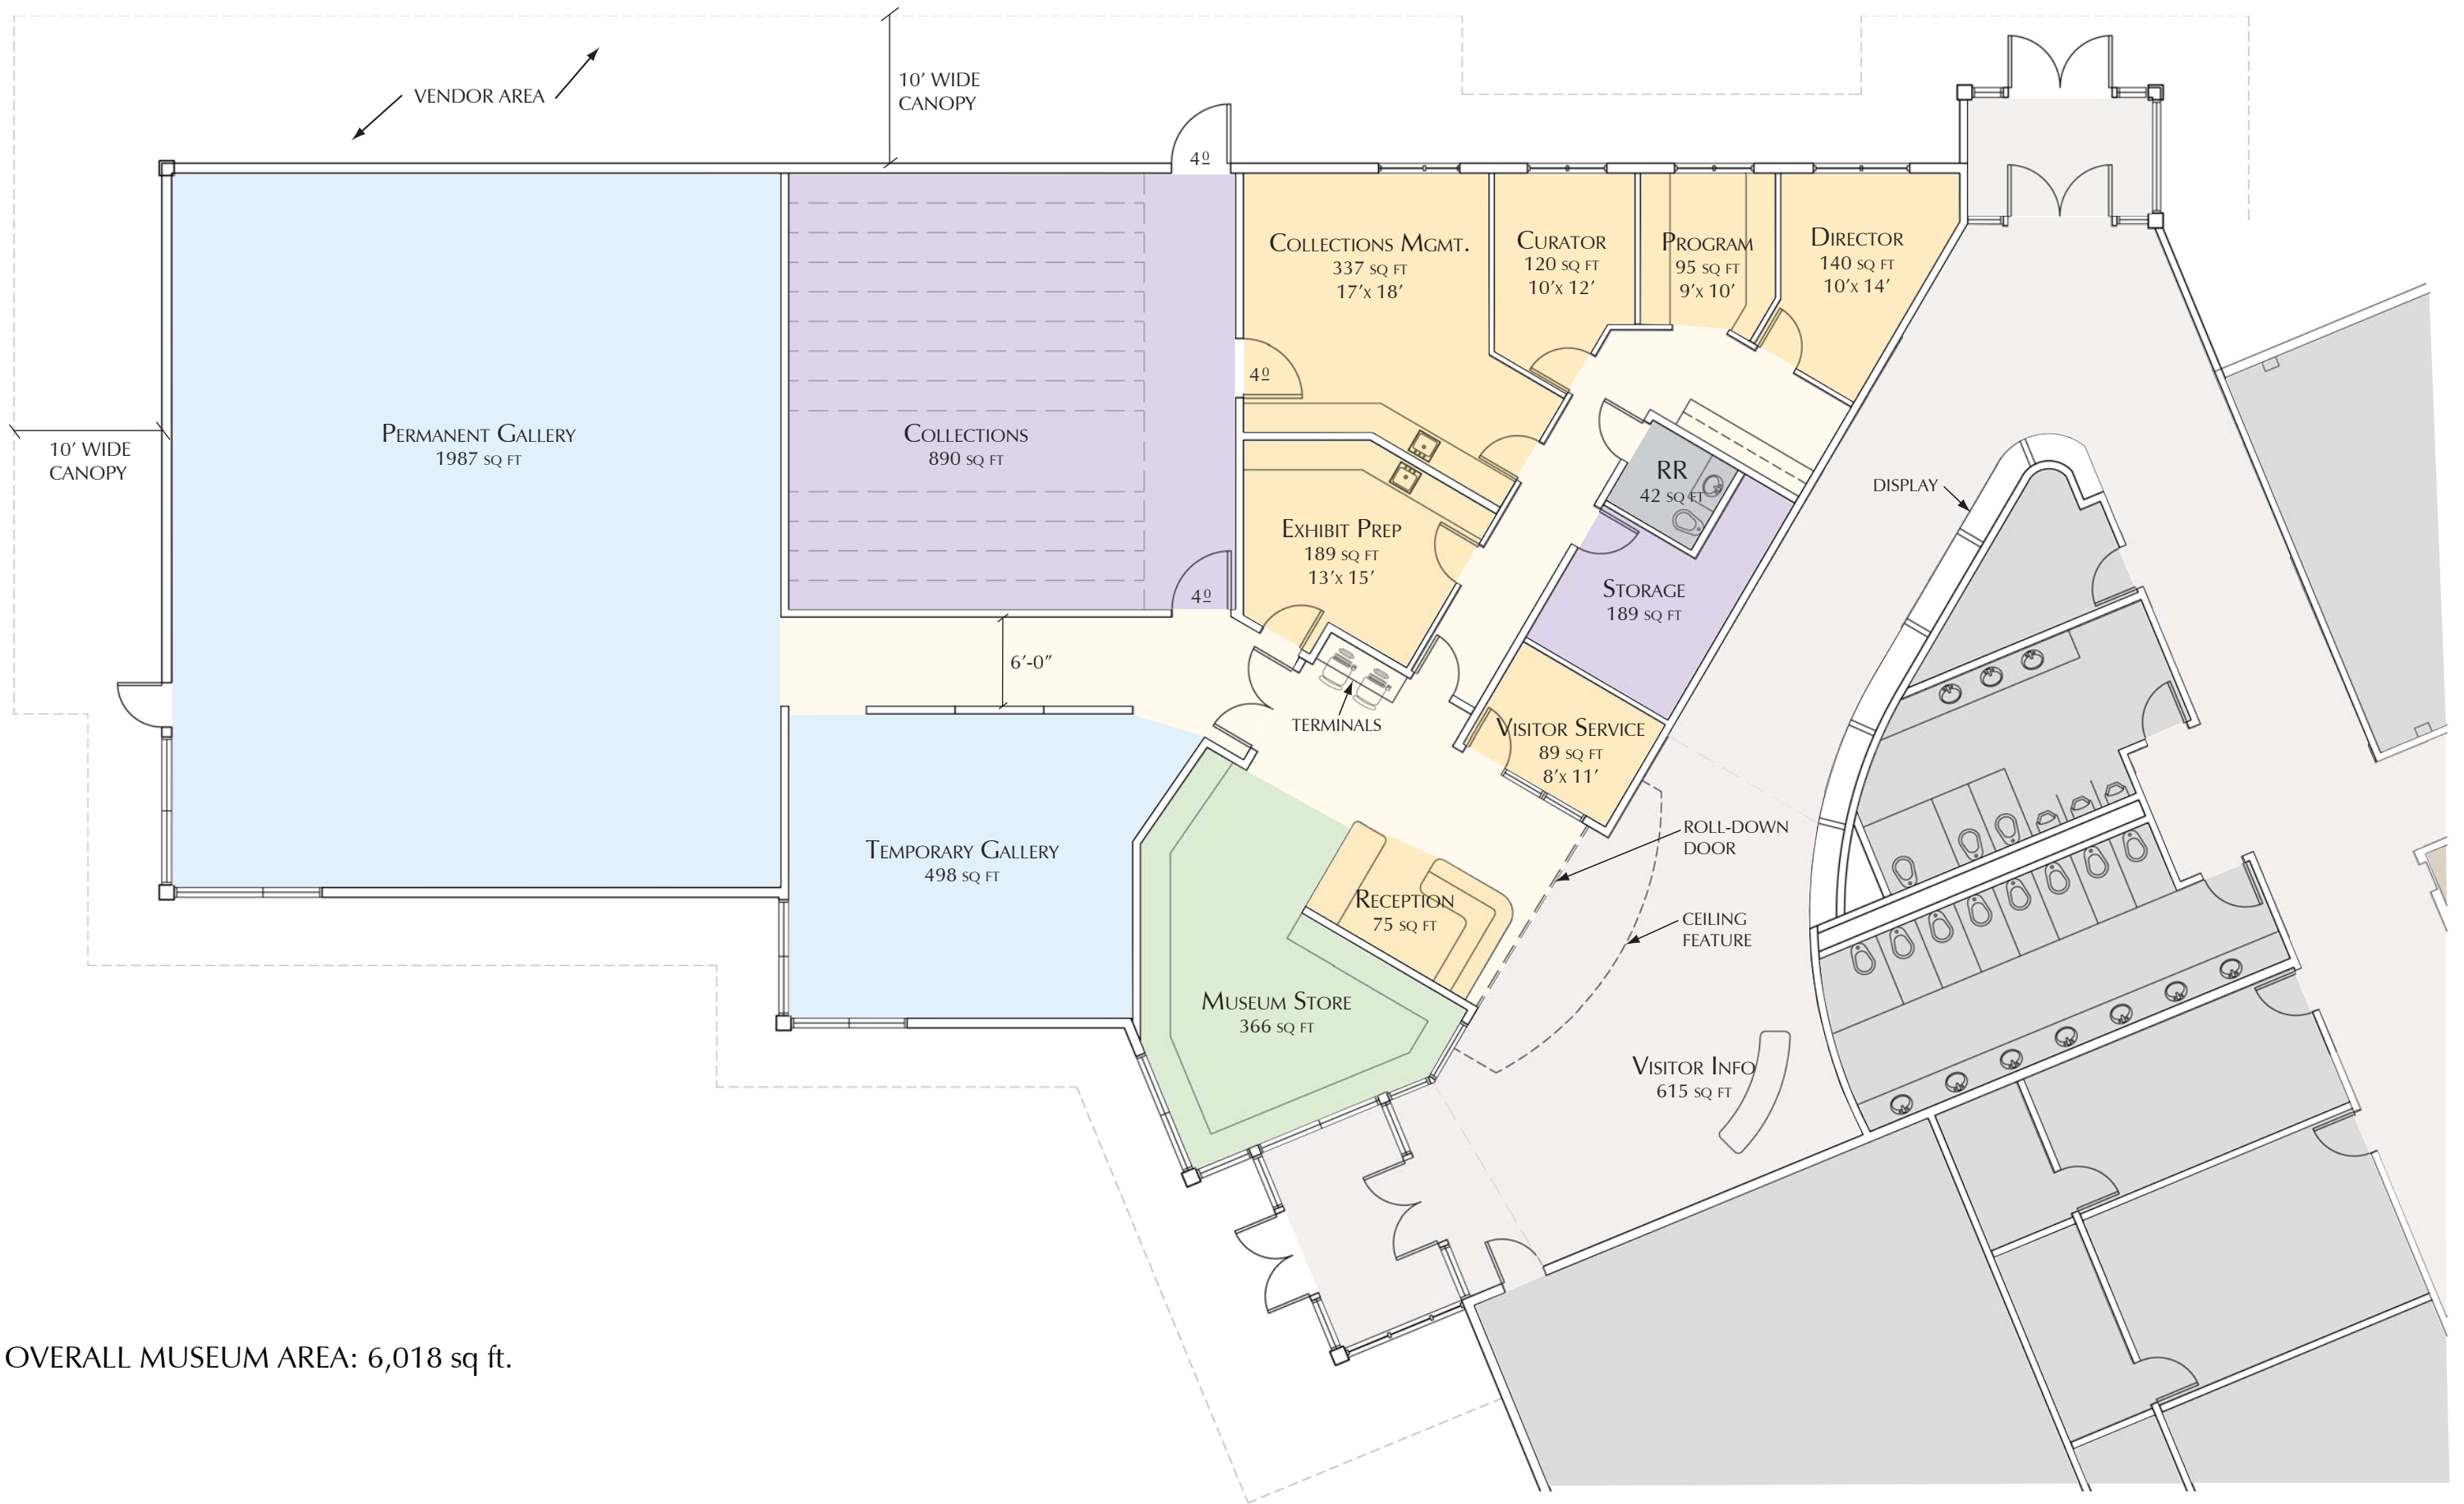 VENDOR AREA
10’ WIDE
CANOPY
4⁰
10’ WIDE
CANOPY
PERMANENT GALLERY
1987 SQ FT
COLLECTIONS
890 SQ FT
COLLECTIONS MGMT.
337 SQ FT
17’X 18’
CURATOR
120 SQ FT
10’X 12’
PROGRAM
95 SQ FT
9’X 10’
DIRECTOR
140 SQ FT
10’X 14’
4⁰
RR
42 SQ FT
DISPLAY
EXHIBIT PREP
189 SQ FT
13’X 15’
4⁰
STORAGE
189 SQ FT
6’-0”
TERMINALS
VISITOR SERVICE
89 SQ FT
8’X 11’
ROLL-DOWN
DOOR
TEMPORARY GALLERY
498 SQ FT
RECEPTION
75 SQ FT
CEILING
FEATURE
MUSEUM STORE
366 SQ FT
VISITOR INFO
615 SQ FT
OVERALL MUSEUM AREA: 6,018 sq ft.